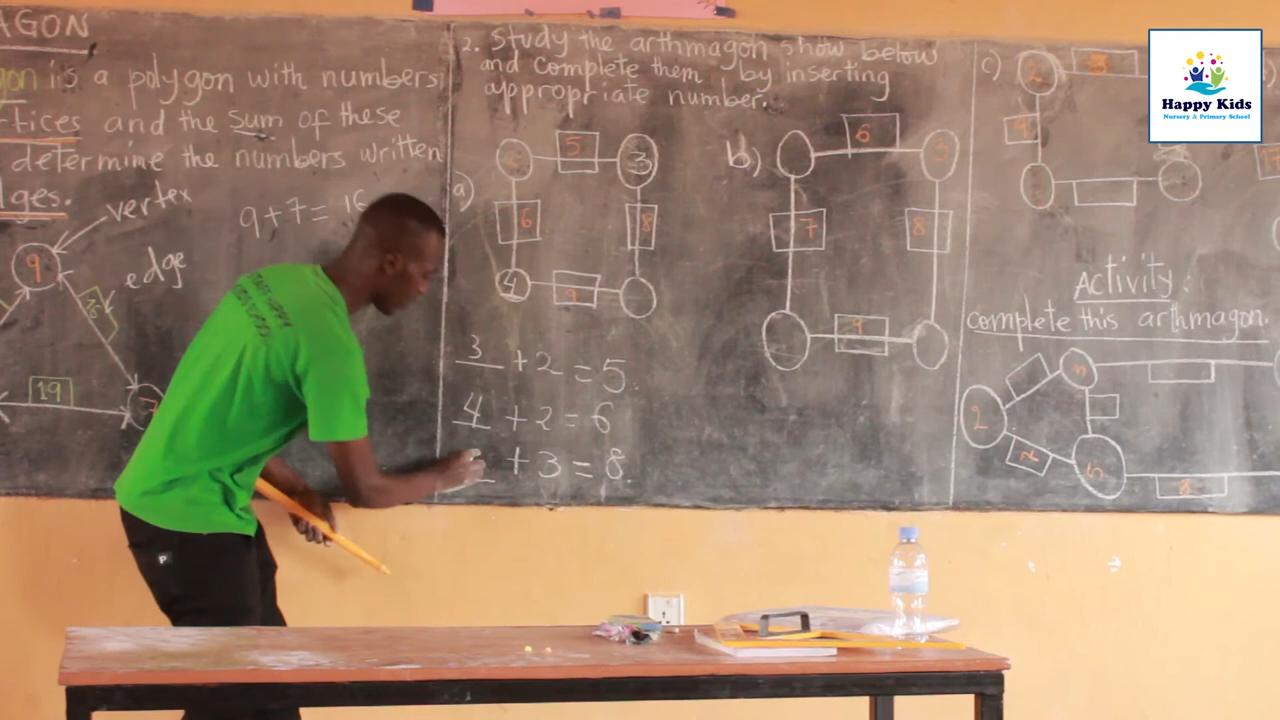 AGON
gon is a polygon with numbers
tices and the sum of these
determine the numbers written
dges.
vertex
9+7= 16
9
edge
19
7
2. Study the arthmagon show below
and complete them by inserting
appropriate number.
a)
2
5
3
6
8
4
9
3 + 2 = 5.
4 + 2 = 6
+ 3 = 8.
b)
6
3
7
8
9
c)
9
Activity:
complete this arthmagon.
2
8
Happy Kids
Nursery & Primary School
P